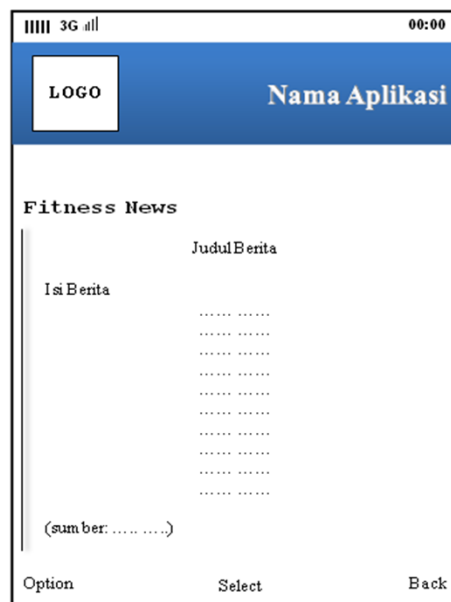 3G 00:00
LOGO
Nama Aplikasi
Fitness News
Judul Berita
Isi Berita
...... ......
...... ......
...... ......
...... ......
...... ......
...... ......
...... ......
...... ......
...... ......
...... ......
(sumber: ..... .....)
Option Select Back